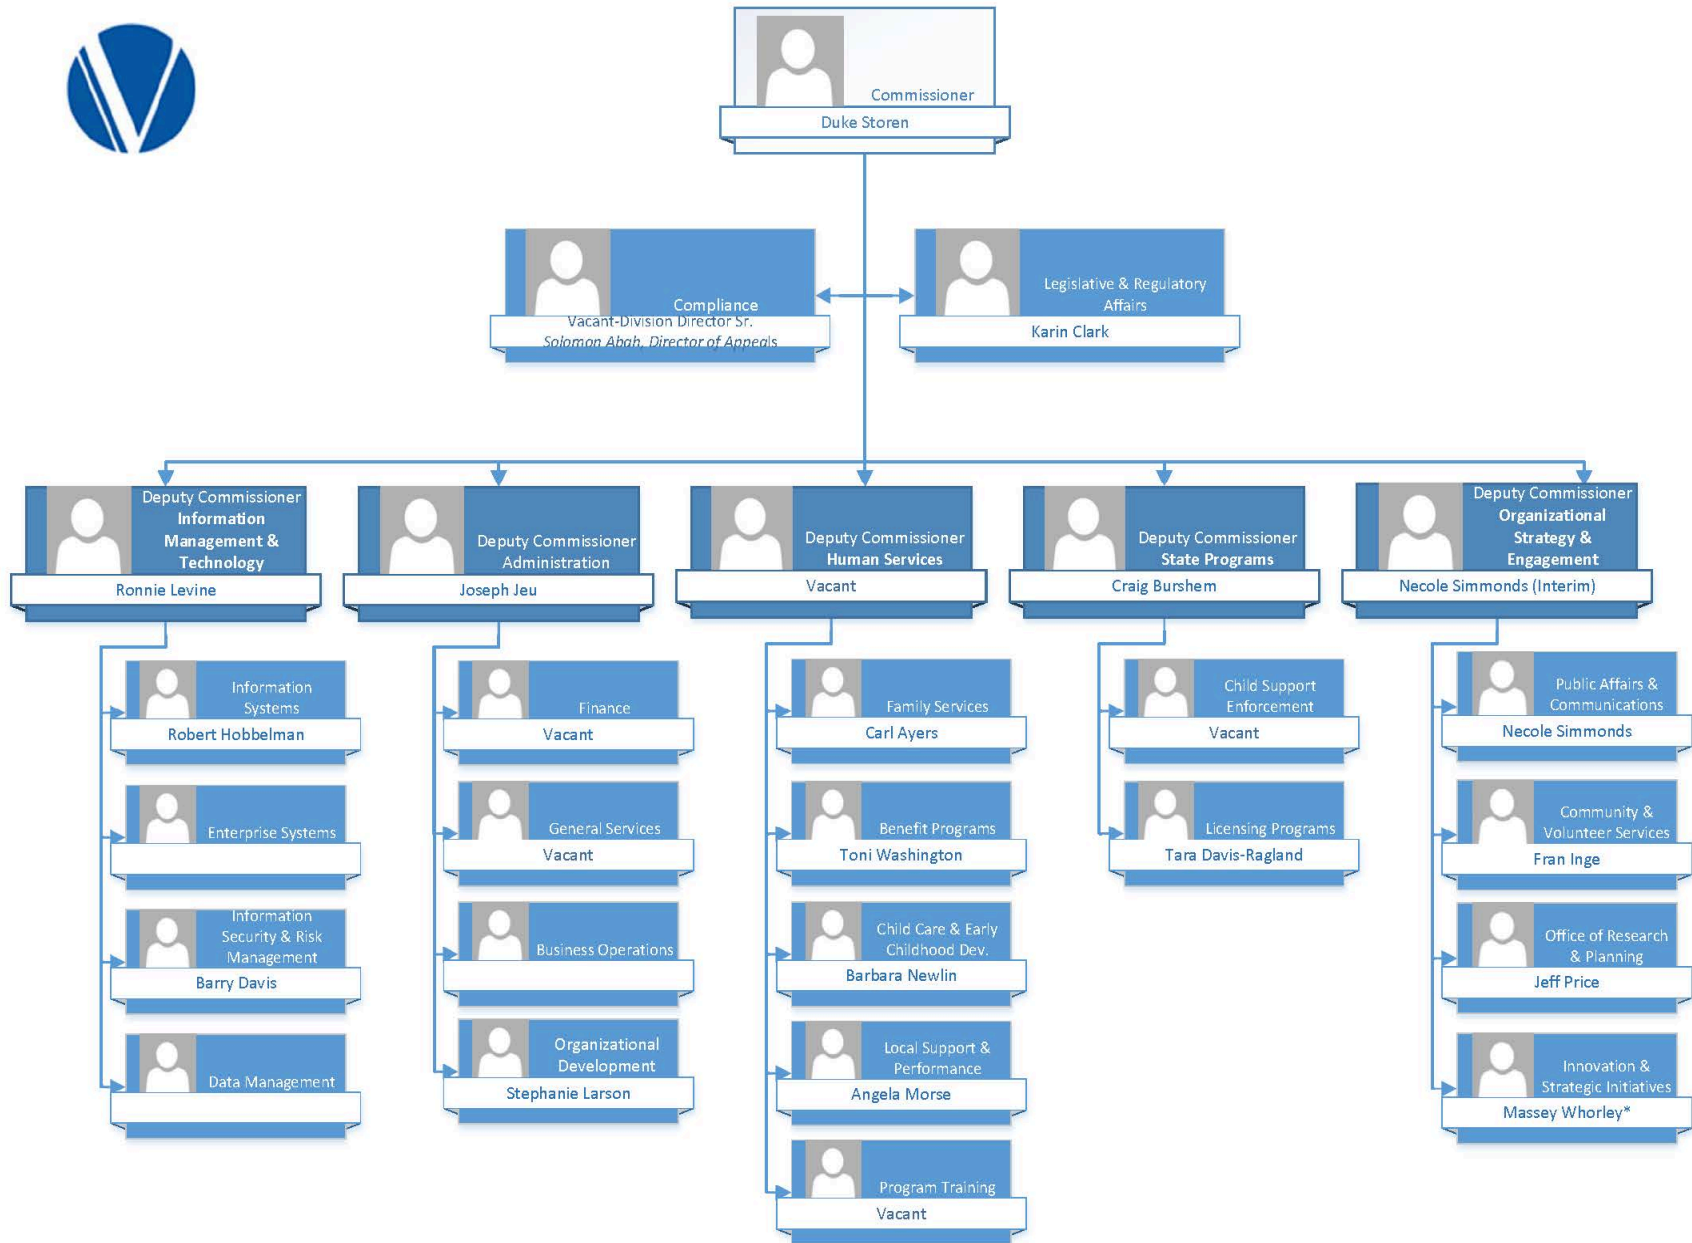 Commissioner
Duke Storen
Compliance
Vacant-Division Director Sr.
Solomon Abah, Director of Appeals
Legislative & Regulatory
Affairs
Karin Clark
Deputy Commissioner
Information
Management &
Technology
Ronnie Levine
Deputy Commissioner
Administration
Joseph Jeu
Deputy Commissioner
Human Services
Vacant
Deputy Commissioner
State Programs
Craig Burshem
Deputy Commissioner
Organizational
Strategy &
Engagement
Necole Simmonds (Interim)
Information
Systems
Robert Hobbelman
Enterprise Systems
Information
Security & Risk
Management
Barry Davis
Data Management
Finance
Vacant
General Services
Vacant
Business Operations
Organizational
Development
Stephanie Larson
Family Services
Carl Ayers
Benefit Programs
Toni Washington
Child Care & Early
Childhood Dev.
Barbara Newlin
Local Support &
Performance
Angela Morse
Program Training
Vacant
Child Support
Enforcement
Vacant
Licensing Programs
Tara Davis-Ragland
Public Affairs &
Communications
Necole Simmonds
Community &
Volunteer Services
Fran Inge
Office of Research
& Planning
Jeff Price
Innovation &
Strategic Initiatives
Massey Whorley*